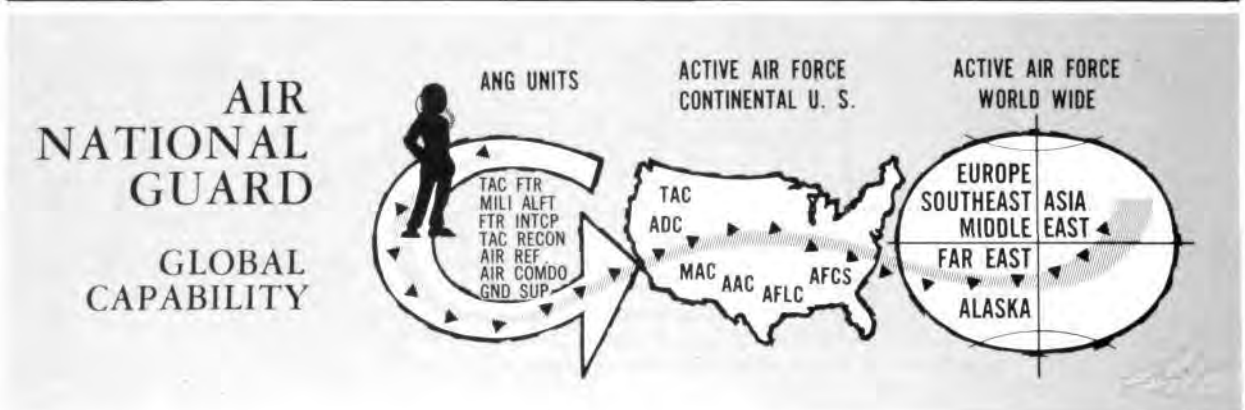 AIR
NATIONAL
GUARD
GLOBAL
CAPABILITY
ANG UNITS
TAC FTR
MILI ALFT
FTR INTCP
TAC RECON
AIR REF
AIR COMDO
GND SUP
ACTIVE AIR FORCE
CONTINENTAL U. S.
TAC
ADC
MAC
AAC
AFLC
AFCS
ACTIVE AIR FORCE
WORLD WIDE
EUROPE
SOUTHEAST ASIA
MIDDLE EAST
FAR EAST
ALASKA